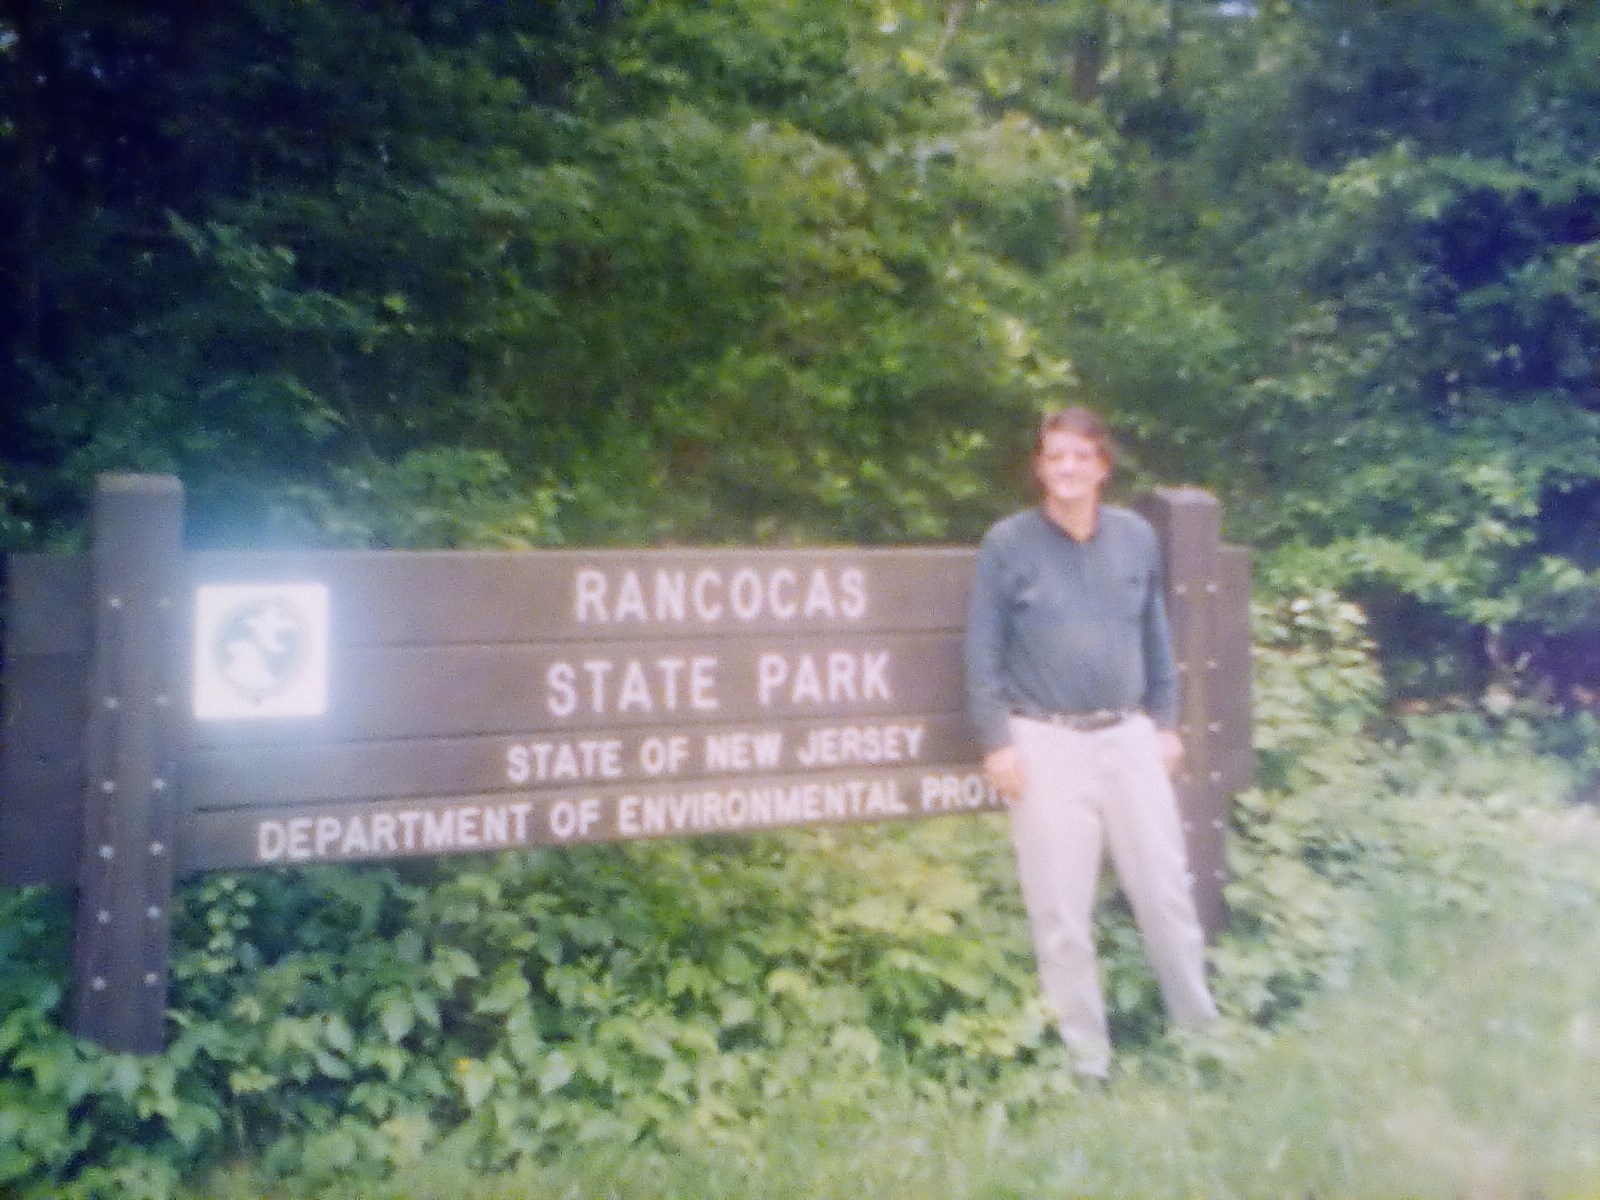 RANCOCAS
STATE PARK
STATE OF NEW JERSEY
DEPARTMENT OF ENVIRONMENTAL